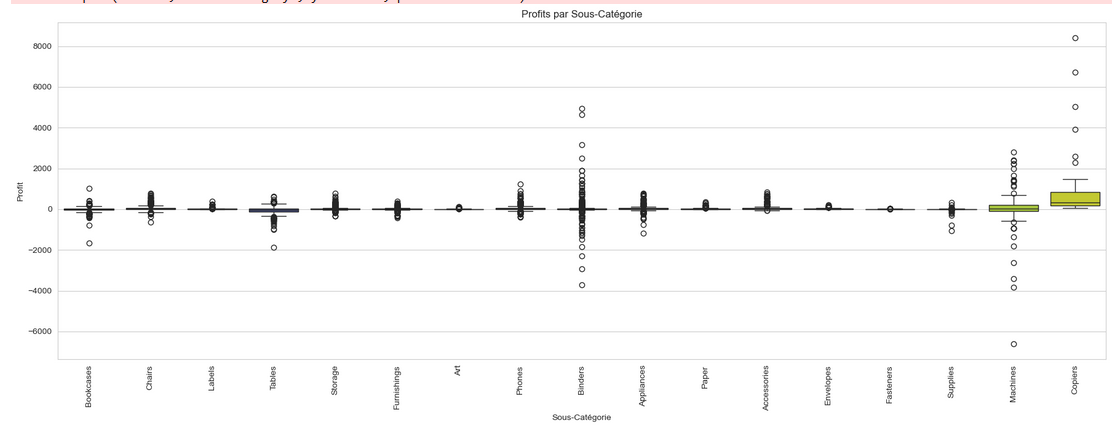 Profits par Sous-Catégorie
8000
6000
4000
2000
0
−2000
−4000
−6000
Profit
Bookcases
Chairs
Labels
Tables
Storage
Furnishings
Art
Phones
Binders
Appliances
Paper
Accessories
Envelopes
Fasteners
Supplies
Machines
Copiers
Sous-Catégorie